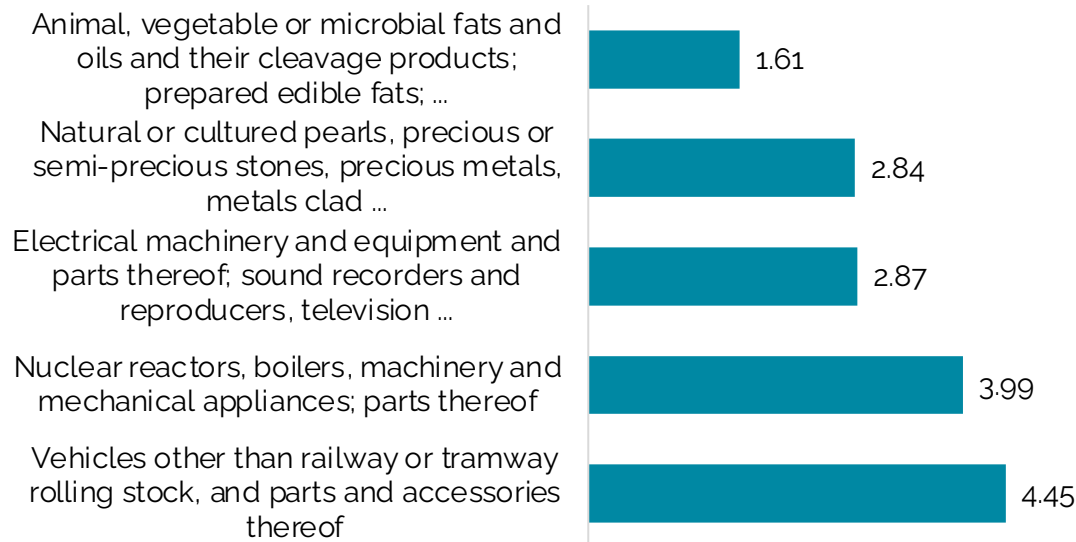 Animal, vegetable or microbial fats and
oils and their cleavage products;
prepared edible fats; ...
1.61
Natural or cultured pearls, precious or
semi-precious stones, precious metals,
metals clad ...
2.84
Electrical machinery and equipment and
parts thereof; sound recorders and
reproducers, television ...
2.87
Nuclear reactors, boilers, machinery and
mechanical appliances; parts thereof
3.99
Vehicles other than railway or tramway
rolling stock, and parts and accessories
thereof
4.45